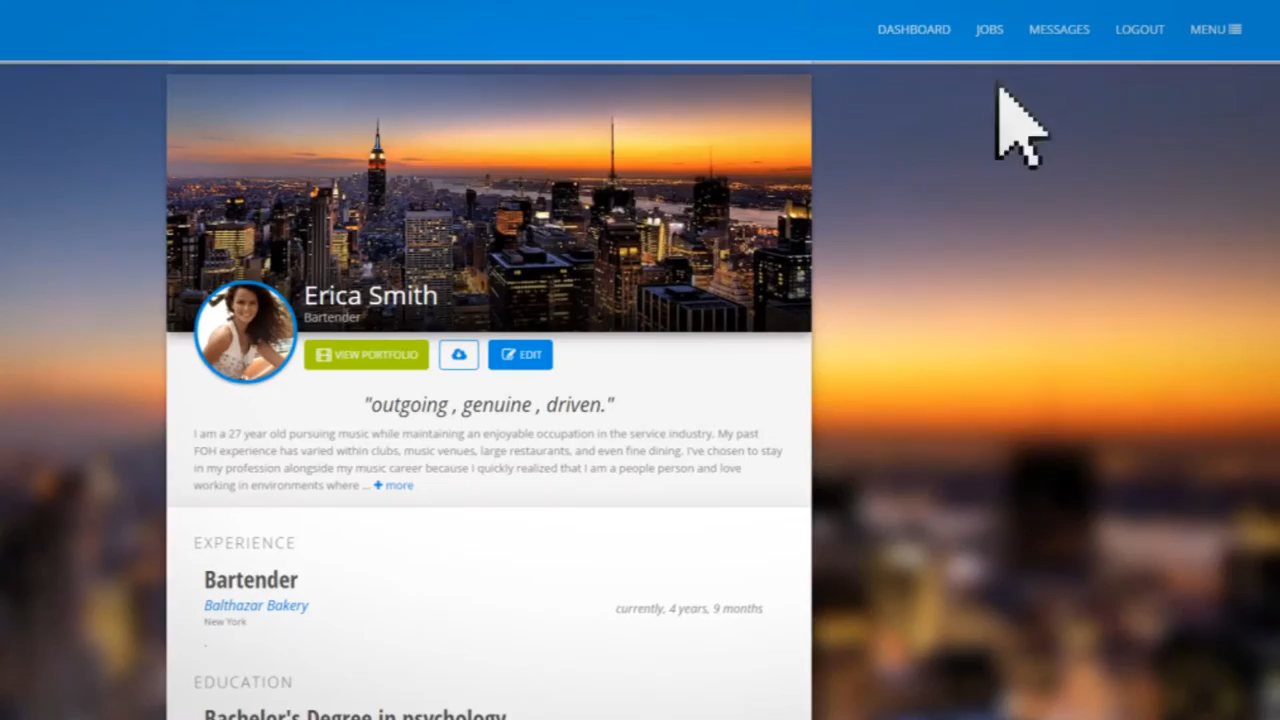 DASHBOARD JOBS MESSAGES LOGOUT MENU
Erica Smith
Bartender
VIEW PORTFOLIO EDIT
"outgoing , genuine , driven."
I am a 27 year old pursuing music while maintaining an enjoyable occupation in the service industry. My past
FOH experience has varied within clubs, music venues, large restaurants, and even fine dining. I've chosen to stay
in my profession alongside my music career because I quickly realized that I am a people person and love
working in environments where ... + more
EXPERIENCE
Bartender
Balthazar Bakery
currently, 4 years, 9 months
New York
.
EDUCATION
Bachelor's Degree in psychology